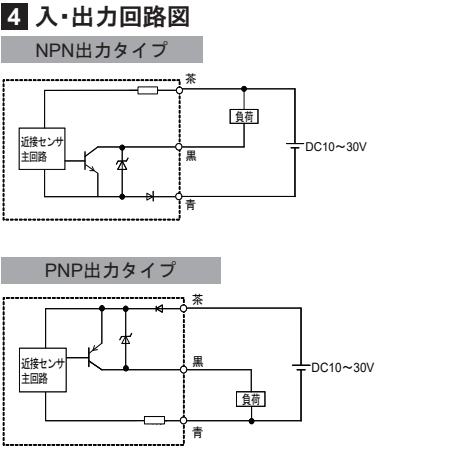 4 入・出力回路図
NPN出力タイプ
茶
負荷
近接センサ
主回路
黒
DC10〜30V
青
PNP出力タイプ
茶
近接センサ
主回路
黒
DC10〜30V
負荷
青